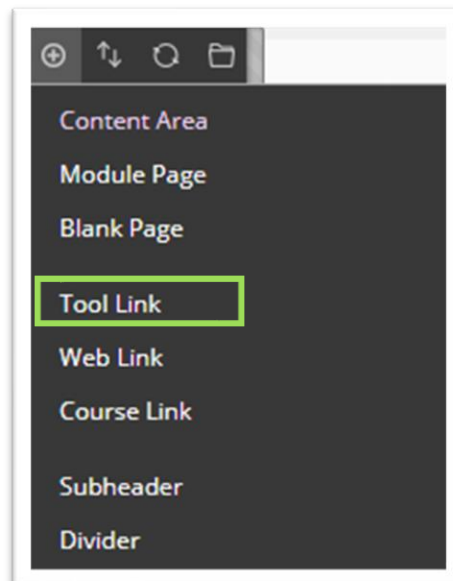 Content Area
Module Page
Blank Page
Tool Link
Web Link
Course Link
Subheader
Divider